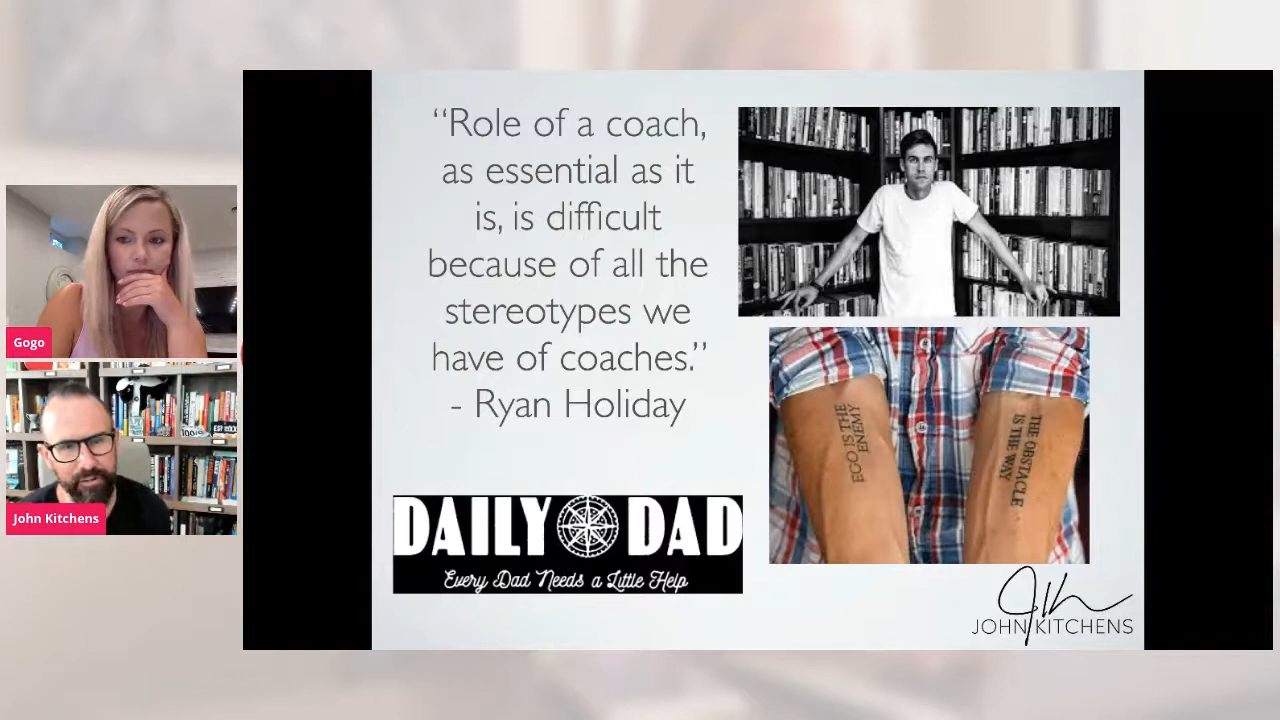 Gogo
John Kitchens
“Role of a coach,
as essential as it
is, is difficult
because of all the
stereotypes we
have of coaches.”
- Ryan Holiday
DAILY DAD
Every Dad Needs a Little Help
EGO IS THE
ENEMY
THE OBSTACLE
IS THE WAY
JOHN KITCHENS